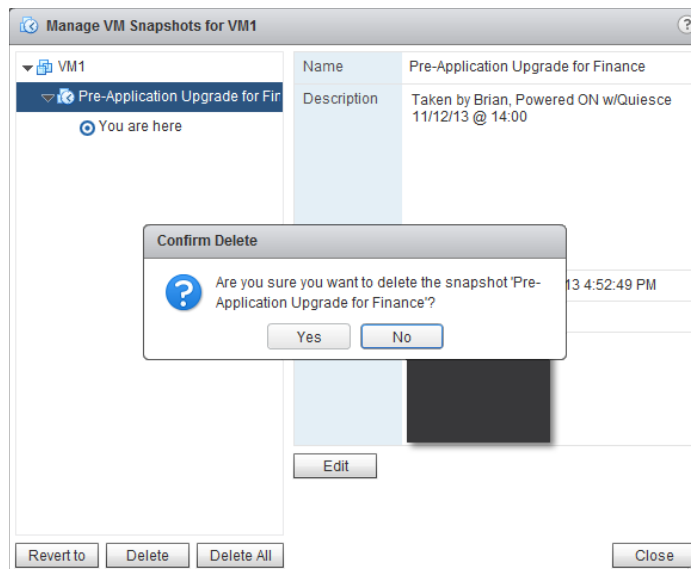 Manage VM Snapshots for VM1
?
VM1
Pre-Application Upgrade for Fin
You are here
Name
Pre-Application Upgrade for Finance
Description
Taken by Brian, Powered ON w/Quiesce
11/12/13 @ 14:00
13 4:52:49 PM
Confirm Delete
?
Are you sure you want to delete the snapshot 'Pre-
Application Upgrade for Finance'?
Yes
No
Edit
Revert to
Delete
Delete All
Close